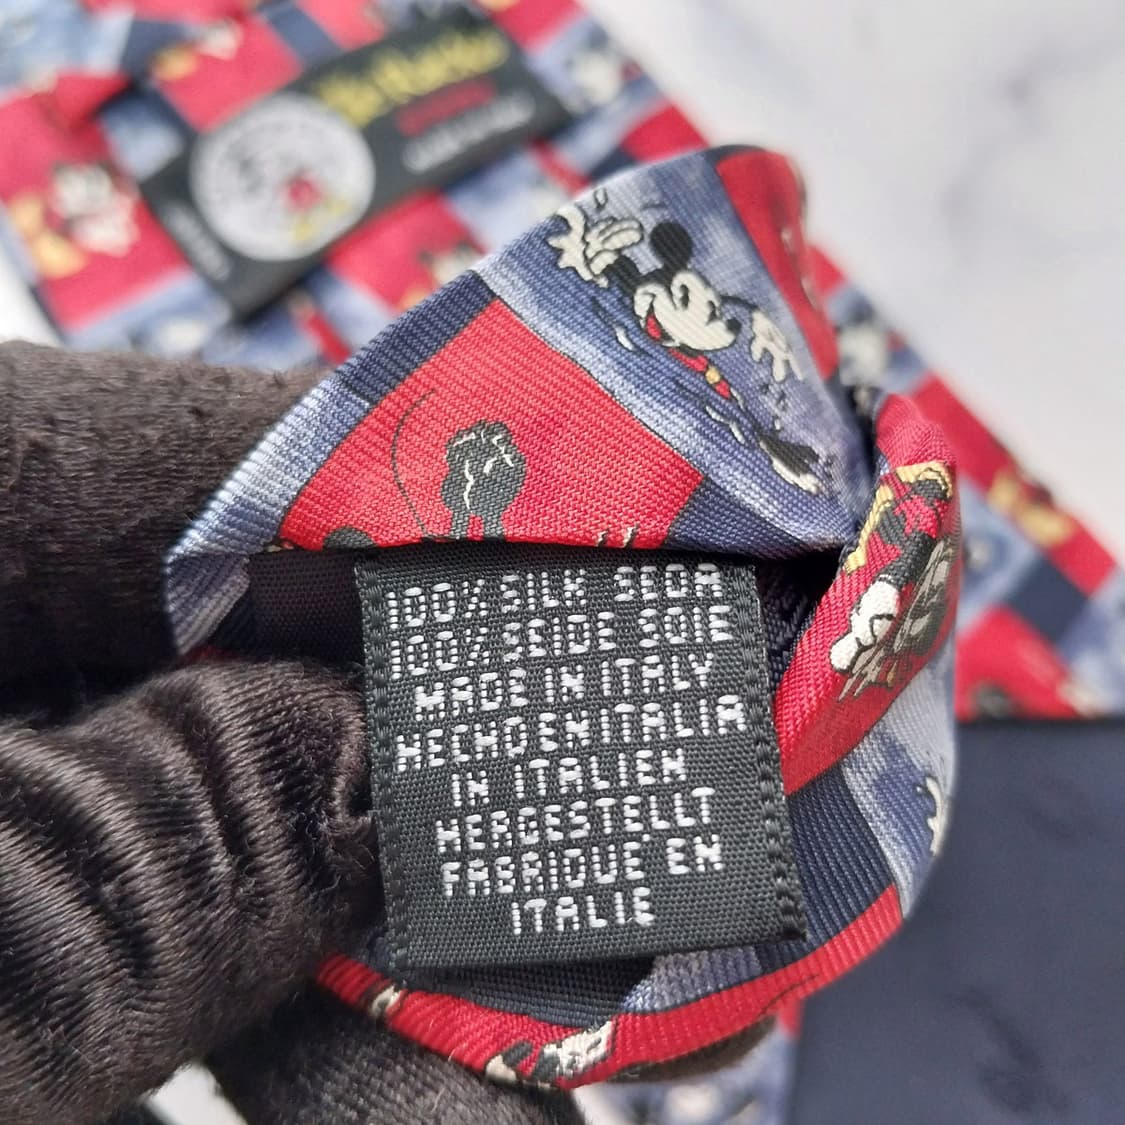 100% SILK SEDA
100% SEIDE SOIE
MADE IN ITALY
HECHO EN ITALIA
IN ITALIEN
HERGESTELLT
FABRIQUE EN
ITALIE